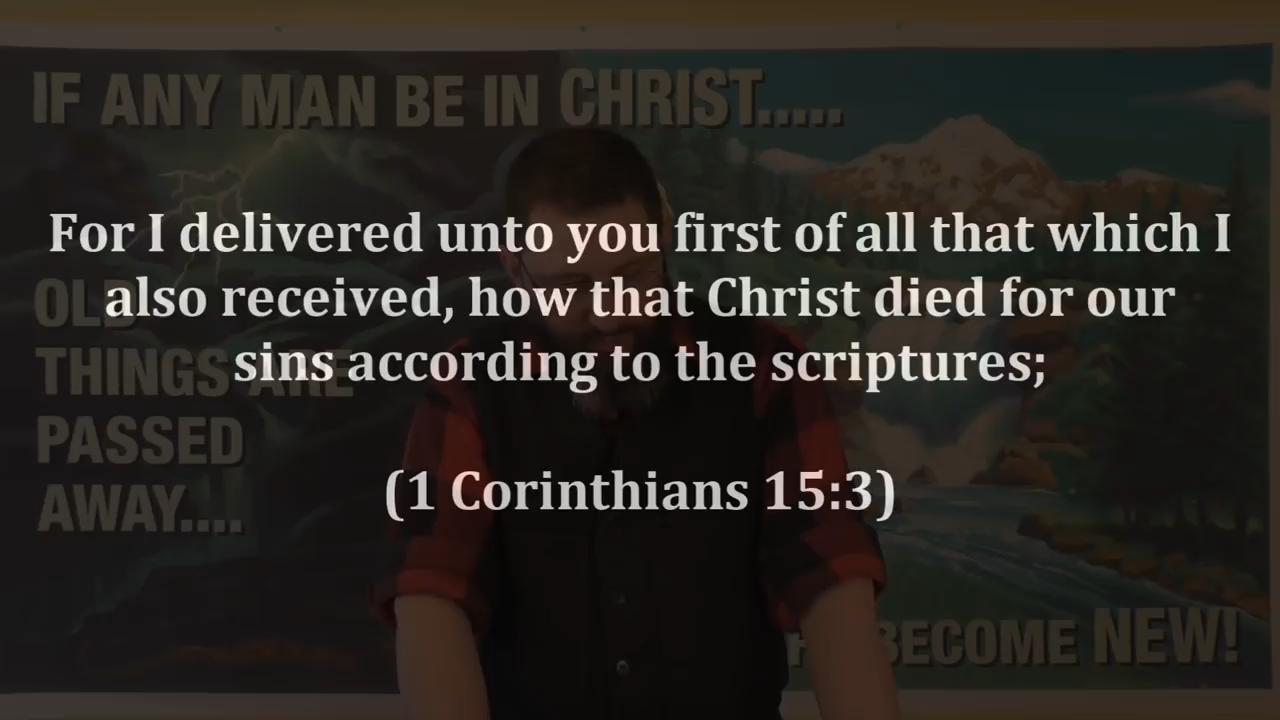 IF ANY MAN BE IN CHRIST.....
For I delivered unto you first of all that which I
also received, how that Christ died for our
sins according to the scriptures;
(1 Corinthians 15:3)
OLD
THINGS ARE
PASSED
AWAY....
BECOME NEW!